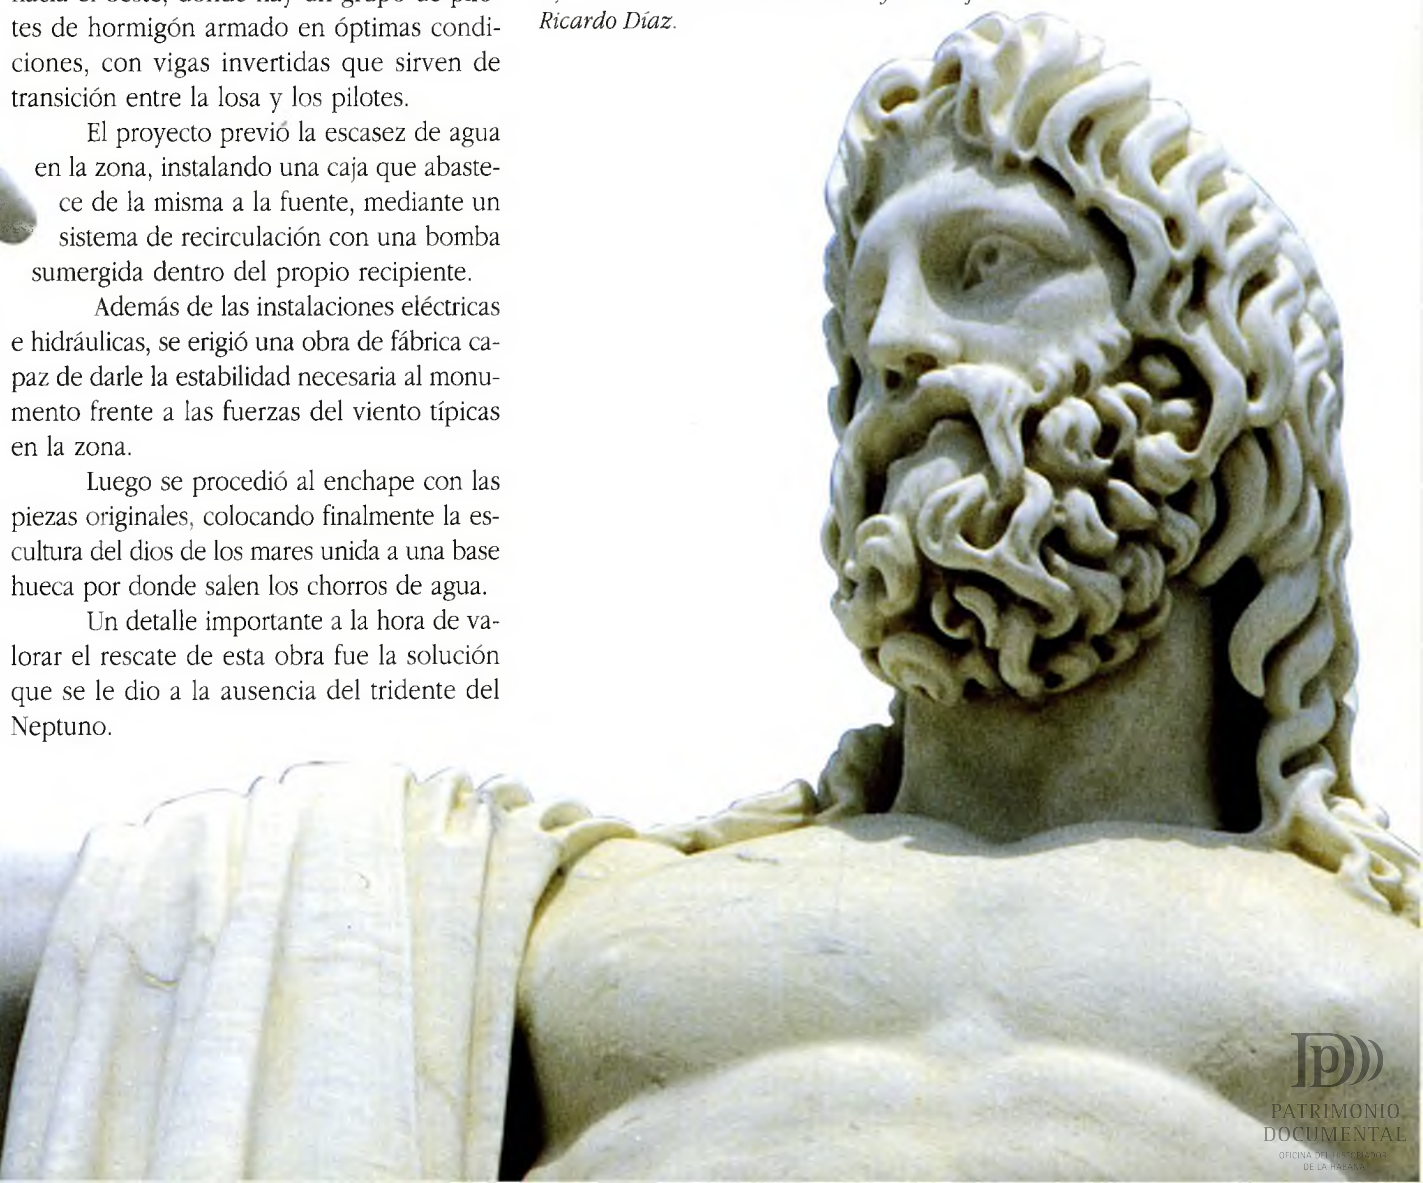 tes de hormigón armado en óptimas condi-
ciones, con vigas invertidas que sirven de
transición entre la losa y los pilotes.
El proyecto previó la escasez de agua
en la zona, instalando una caja que abaste-
ce de la misma a la fuente, mediante un
sistema de recirculación con una bomba
sumergida dentro del propio recipiente.
Además de las instalaciones eléctricas
e hidráulicas, se erigió una obra de fábrica ca-
paz de darle la estabilidad necesaria al monu-
mento frente a las fuerzas del viento típicas
en la zona.
Luego se procedió al enchape con las
piezas originales, colocando finalmente la es-
cultura del dios de los mares unida a una base
hueca por donde salen los chorros de agua.
Un detalle importante a la hora de va-
lorar el rescate de esta obra fue la solución
que se le dio a la ausencia del tridente del
Neptuno.
Ricardo Díaz.
PATRIMONIO
DOCUMENTAL
OFICINA DEL HISTORIADOR
DE LA HABANA